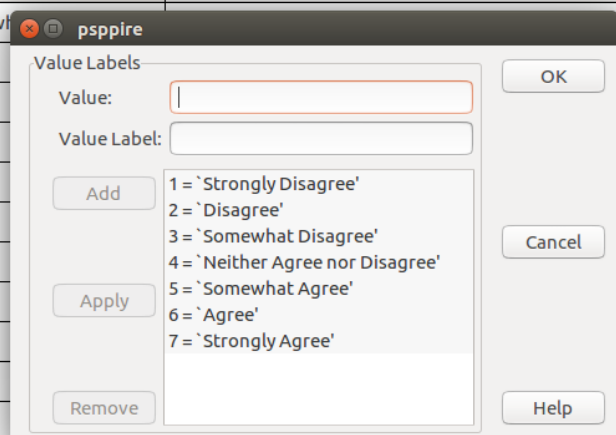 psppire
Value Labels
Value:
OK
Value Label:
Add
1 = `Strongly Disagree'
2 = `Disagree'
3 = `Somewhat Disagree'
4 = `Neither Agree nor Disagree'
5 = `Somewhat Agree'
6 = `Agree'
7 = `Strongly Agree'
Cancel
Apply
Remove
Help